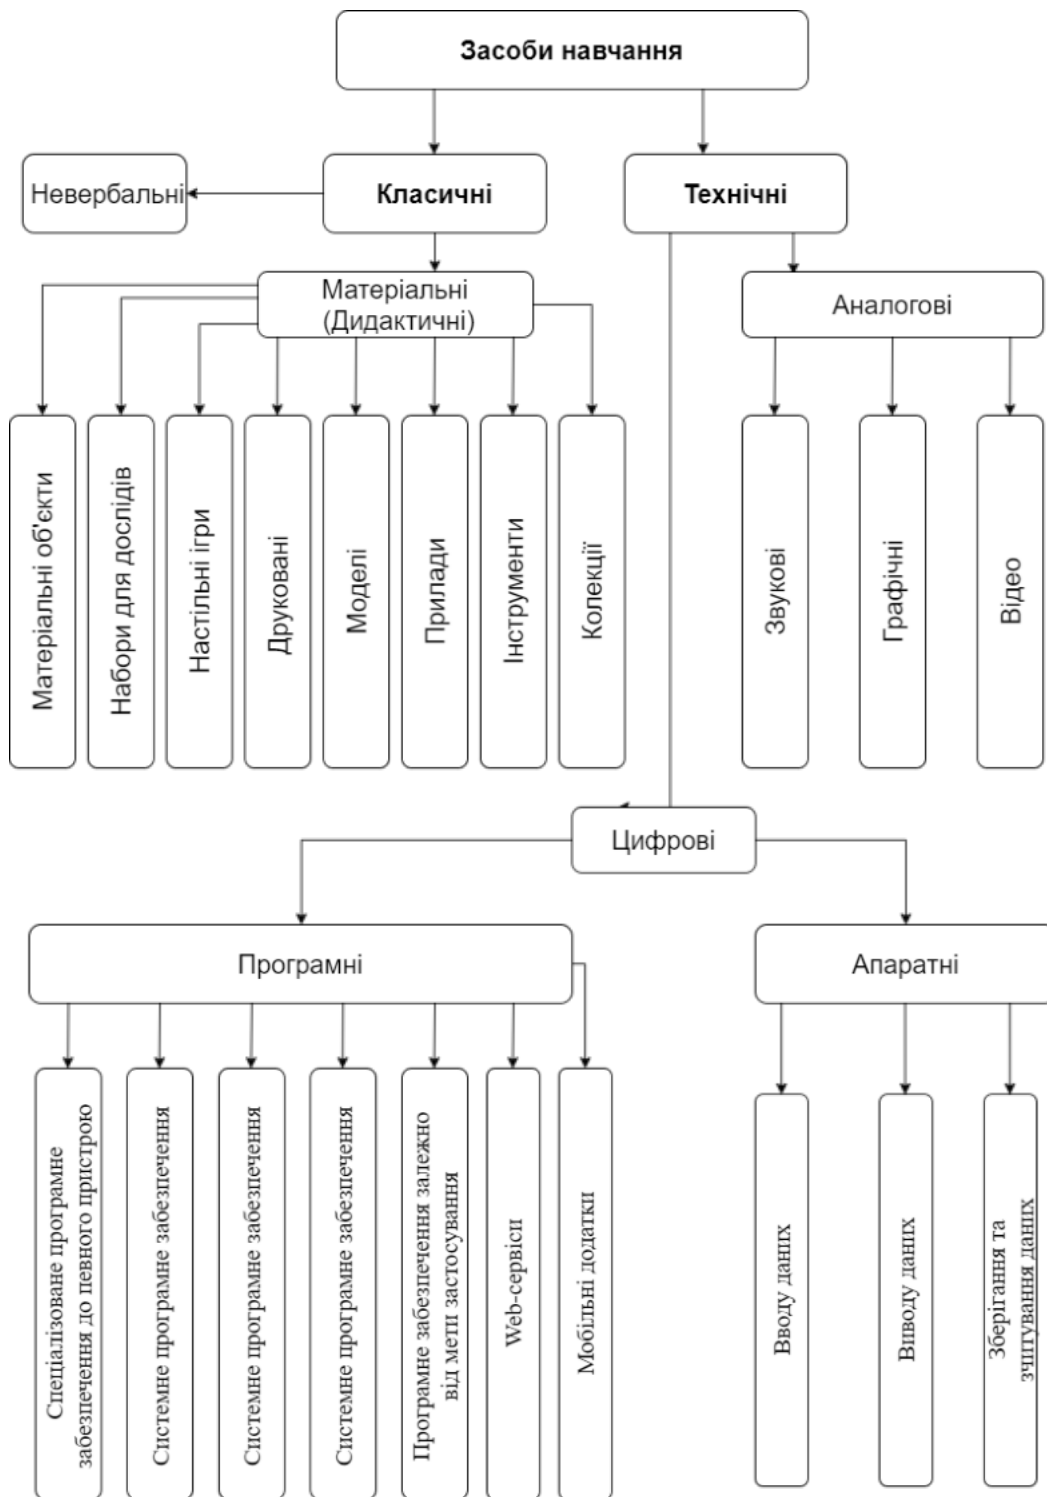 Засоби навчання
Невербальні
Класичні
Технічні
Матеріальні
(Дидактичні)
Аналогові
Матеріальні об'єкти
Набори для дослідів
Настільні ігри
Друковані
Моделі
Прилади
Інструменти
Колекції
Звукові
Графічні
Відео
Цифрові
Програмні
Апаратні
Спеціалізоване програмне
забезпечення до певного пристрою
Системне програмне забезпечення
Системне програмне забезпечення
Системне програмне забезпечення
Програмне забезпечення залежно
від мети застосування
Web-сервіси
Мобільні додатки
Вводу даних
Виводу даних
Зберігання та
зчитування даних